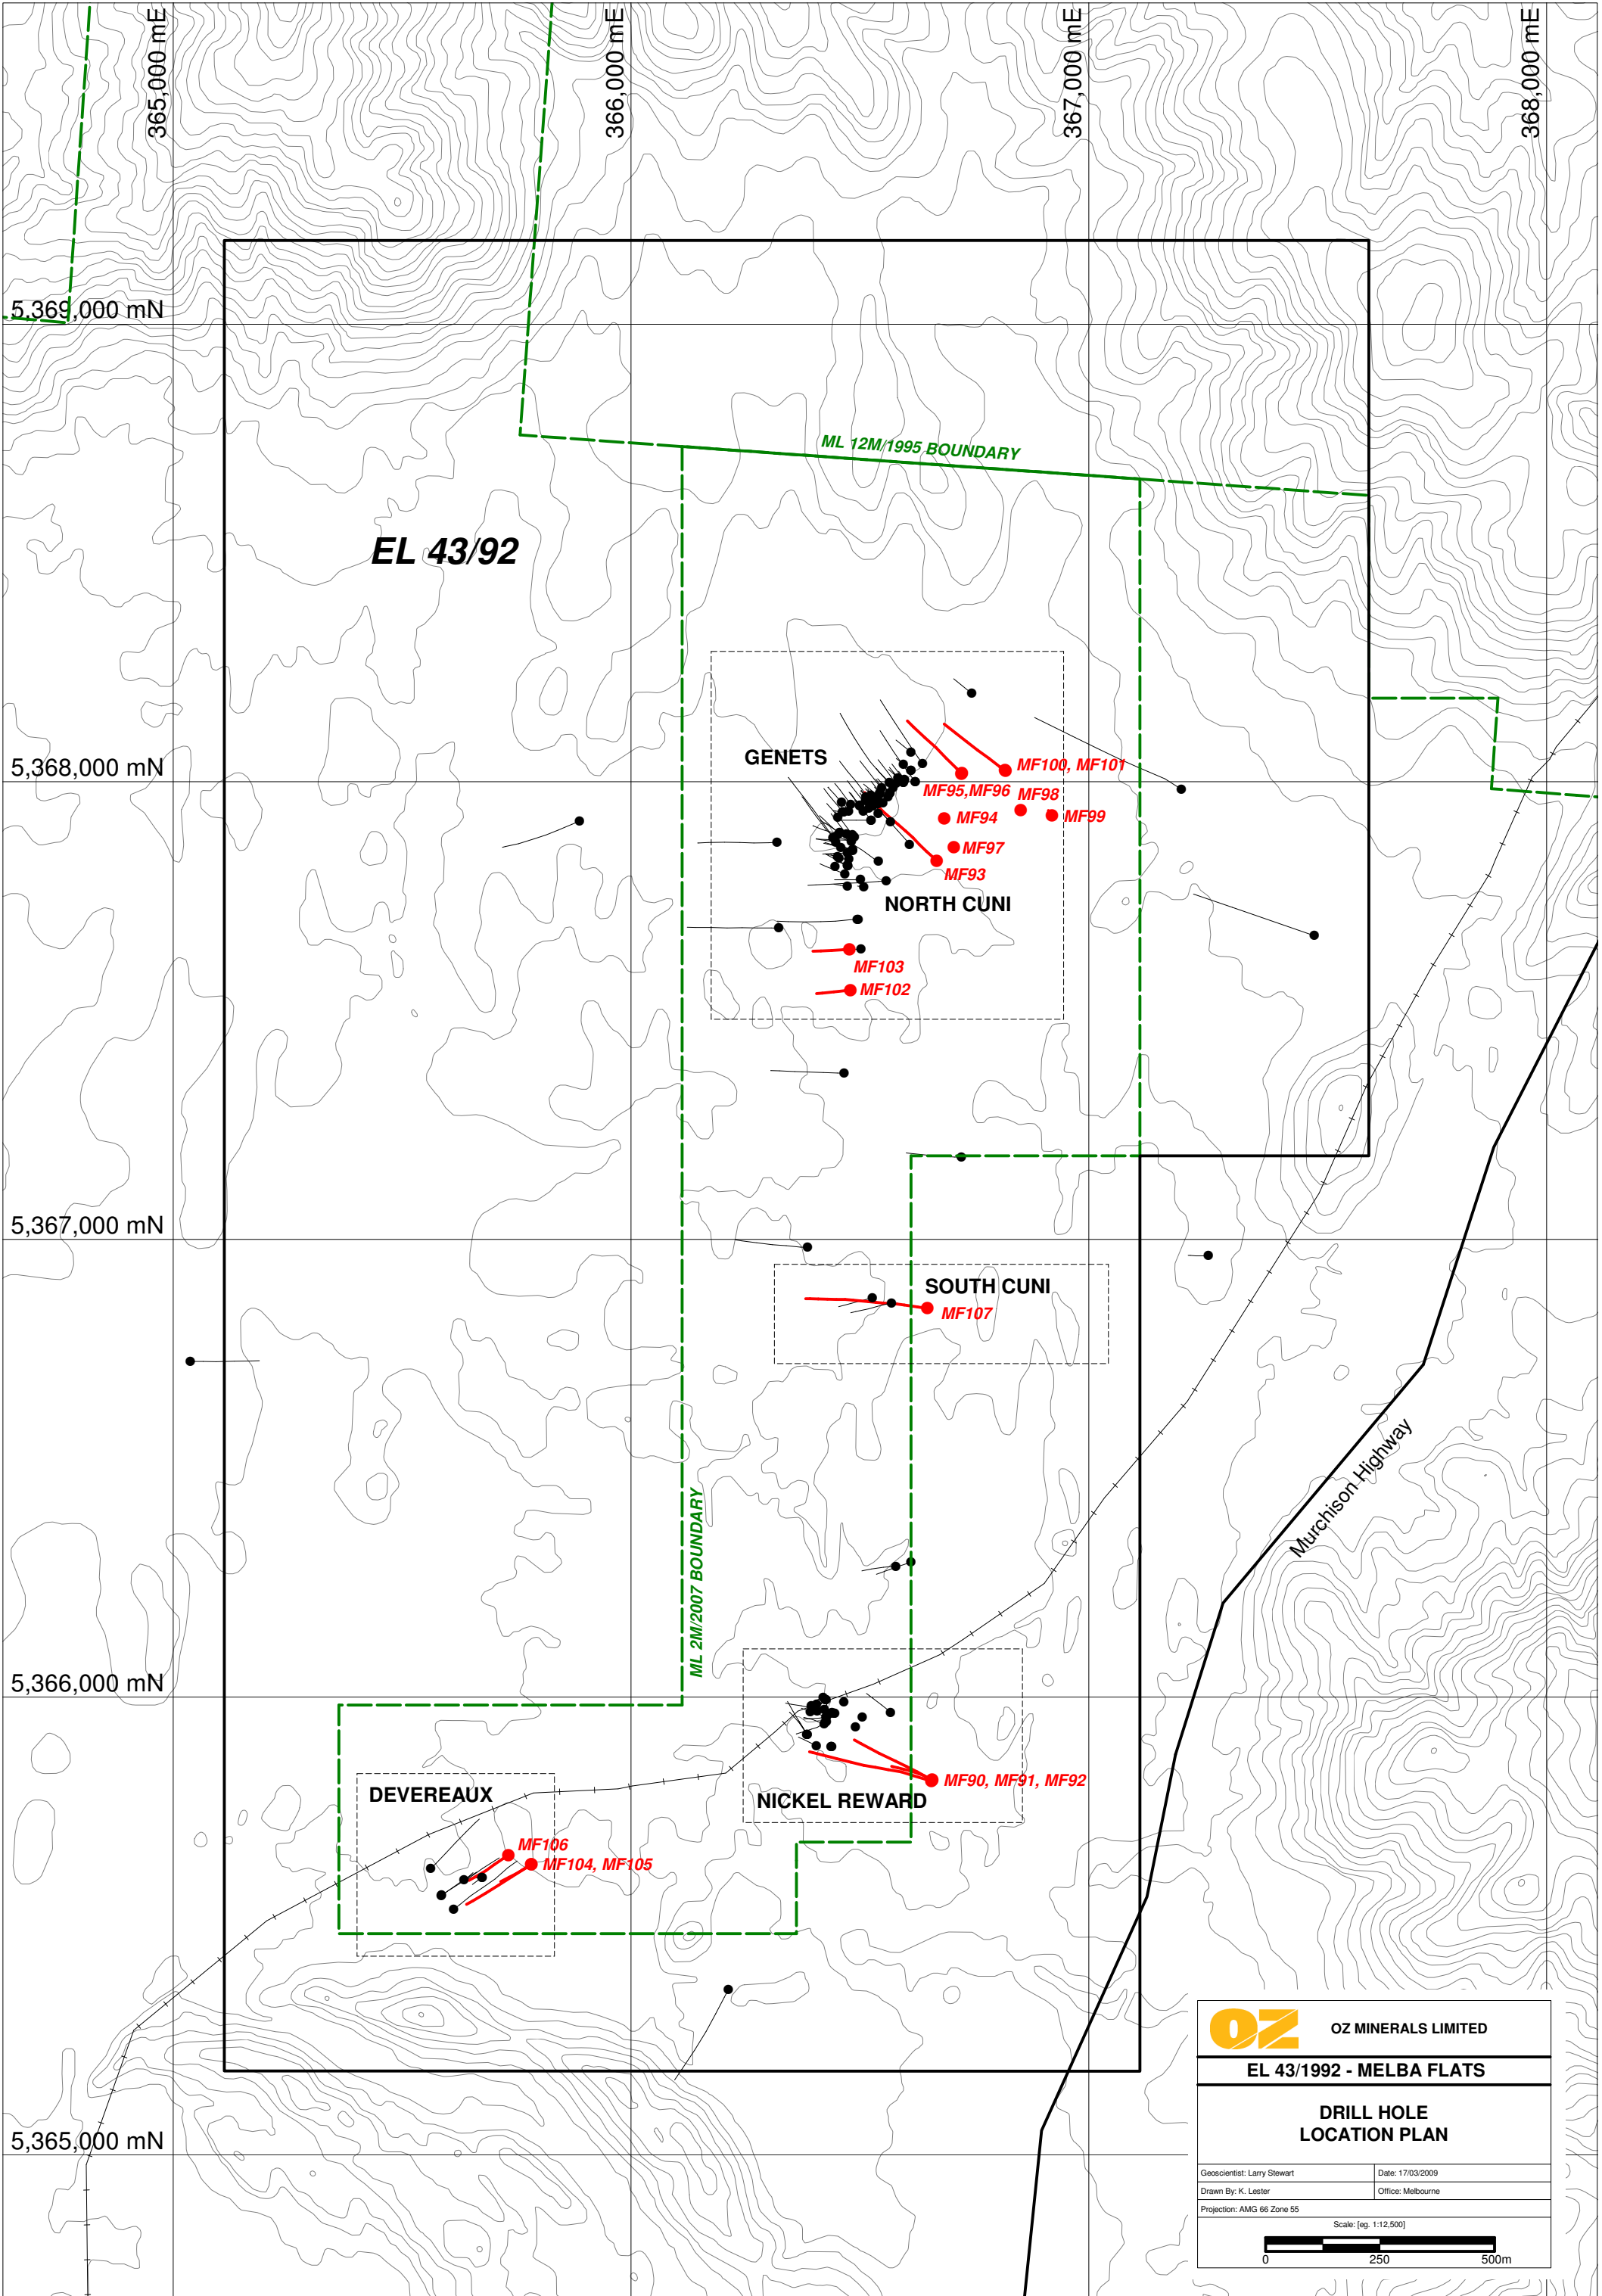 365,000 mE
366,000 mE
367,000 mE
368,000 mE
5,369,000 mN
ML 12M/1995 BOUNDARY
EL 43/92
GENETS
5,368,000 mN
MF100, MF101
MF95,MF96
MF98
MF94
MF99
MF97
MF93
NORTH CUNI
MF103
MF102
5,367,000 mN
SOUTH CUNI
MF107
Murchison Highway
ML 2M/2007 BOUNDARY
5,366,000 mN
DEVEREAUX
MF90, MF91, MF92
NICKEL REWARD
MF106
MF104, MF105
5,365,000 mN
OZ
OZ MINERALS LIMITED
EL 43/1992 - MELBA FLATS
DRILL HOLE
LOCATION PLAN
Geoscientist: Larry Stewart
Date: 17/03/2009
Drawn By: K. Lester
Office: Melbourne
Projection: AMG 66 Zone 55
Scale: [eg. 1:12,500]
0 250 500m